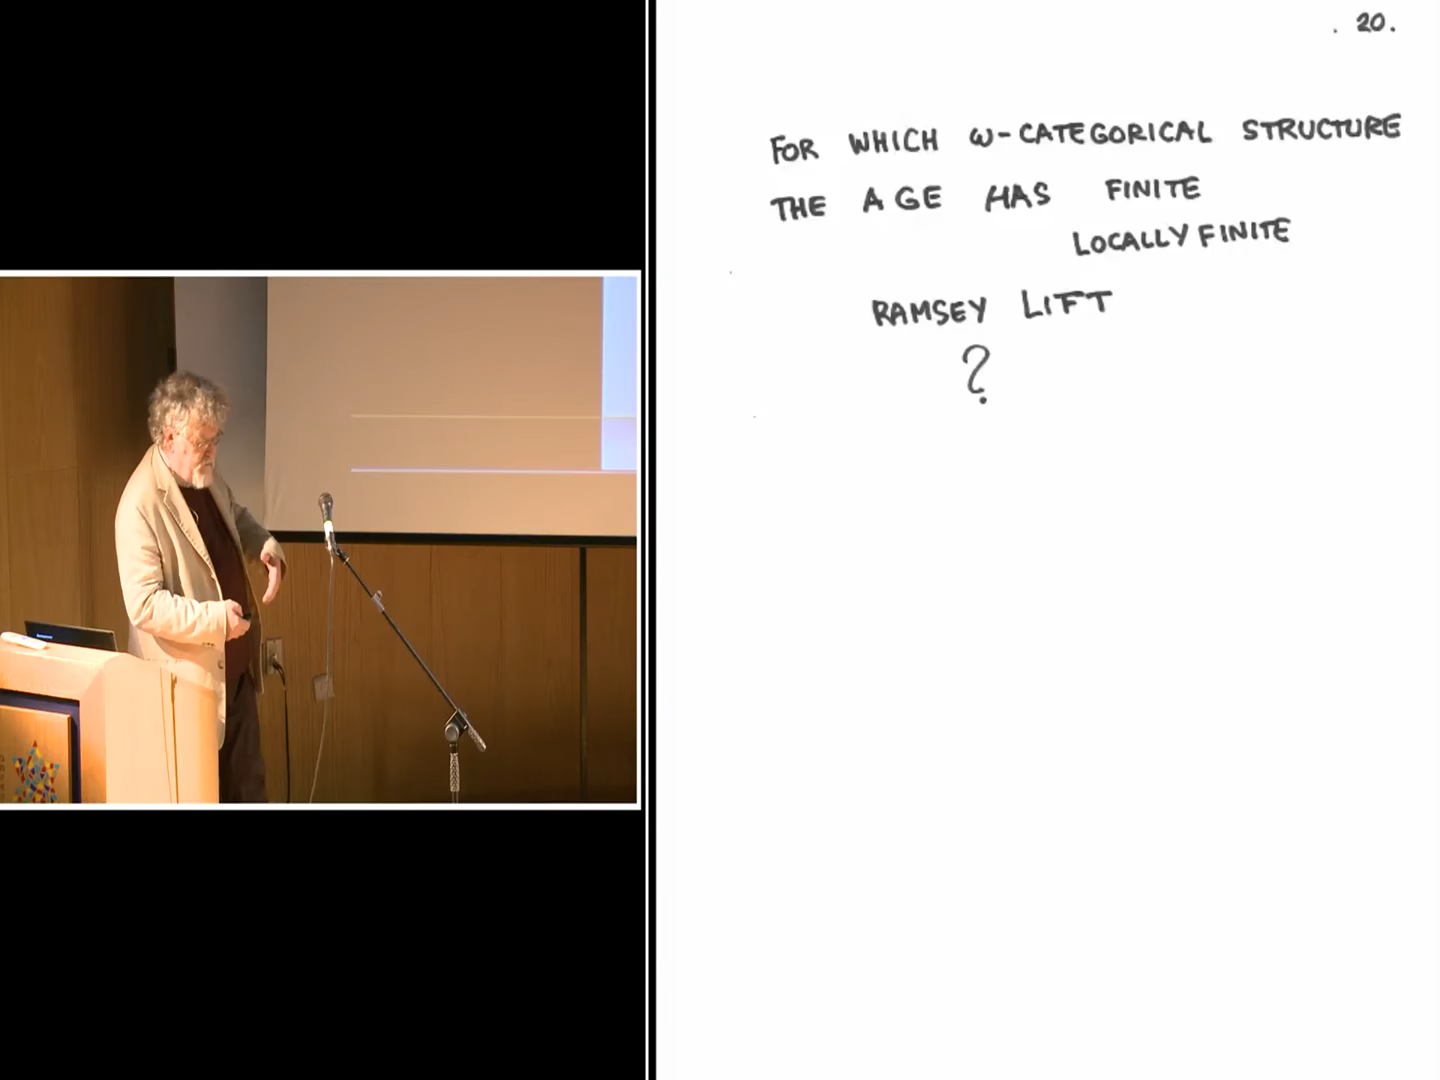 . 20.
FOR WHICH ω-CATEGORICAL STRUCTURE
THE AGE HAS FINITE
LOCALLY FINITE
RAMSEY LIFT
?